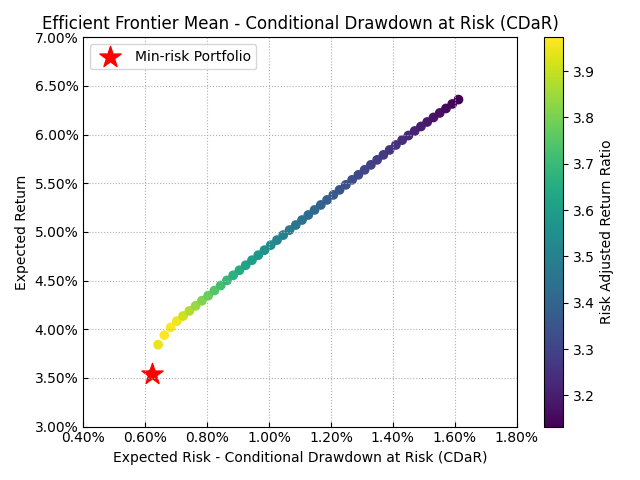 Efficient Frontier Mean - Conditional Drawdown at Risk (CDaR)
Min-risk Portfolio
Expected Return
7.00%
6.50%
6.00%
5.50%
5.00%
4.50%
4.00%
3.50%
3.00%
0.40% 0.60% 0.80% 1.00% 1.20% 1.40% 1.60% 1.80%
Expected Risk - Conditional Drawdown at Risk (CDaR)
3.9
3.8
3.7
3.6
3.5
3.4
3.3
3.2
Risk Adjusted Return Ratio